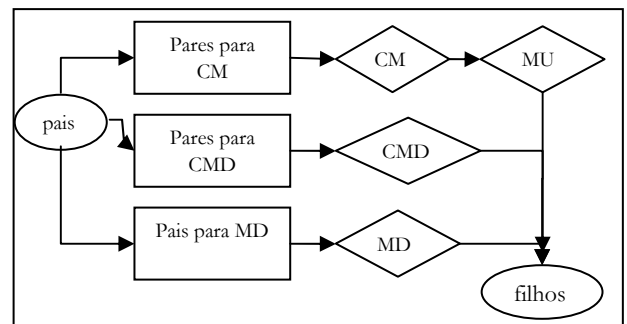 Pares para
CM
CM
MU
pais
Pares para
CMD
CMD
Pais para MD
MD
filhos